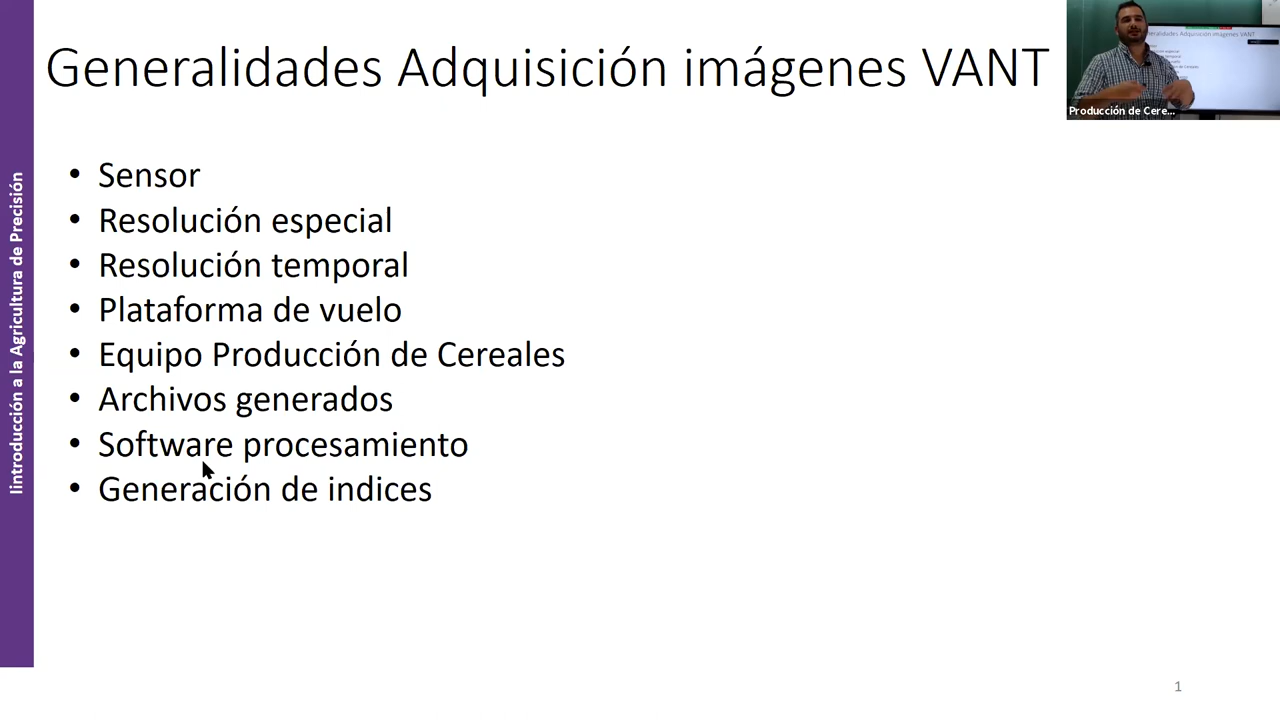 Generalidades Adquisición imágenes VANT
Producción de Cere...
• Sensor
• Resolución especial
• Resolución temporal
• Plataforma de vuelo
• Equipo Producción de Cereales
• Archivos generados
• Software procesamiento
• Generación de indices
Iintroducción a la Agricultura de Precisión
1